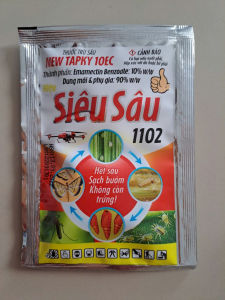 THUỐC TRỪ SÂU
NEW TAPKY 10EC
CẢNH BÁO
Thành phần: Emamectin Benzoate: 10% w/w
Dung môi & phụ gia: 90% w/w
Siêu Sâu
1102
Hết sâu
Sạch bướm
Không còn
trứng!